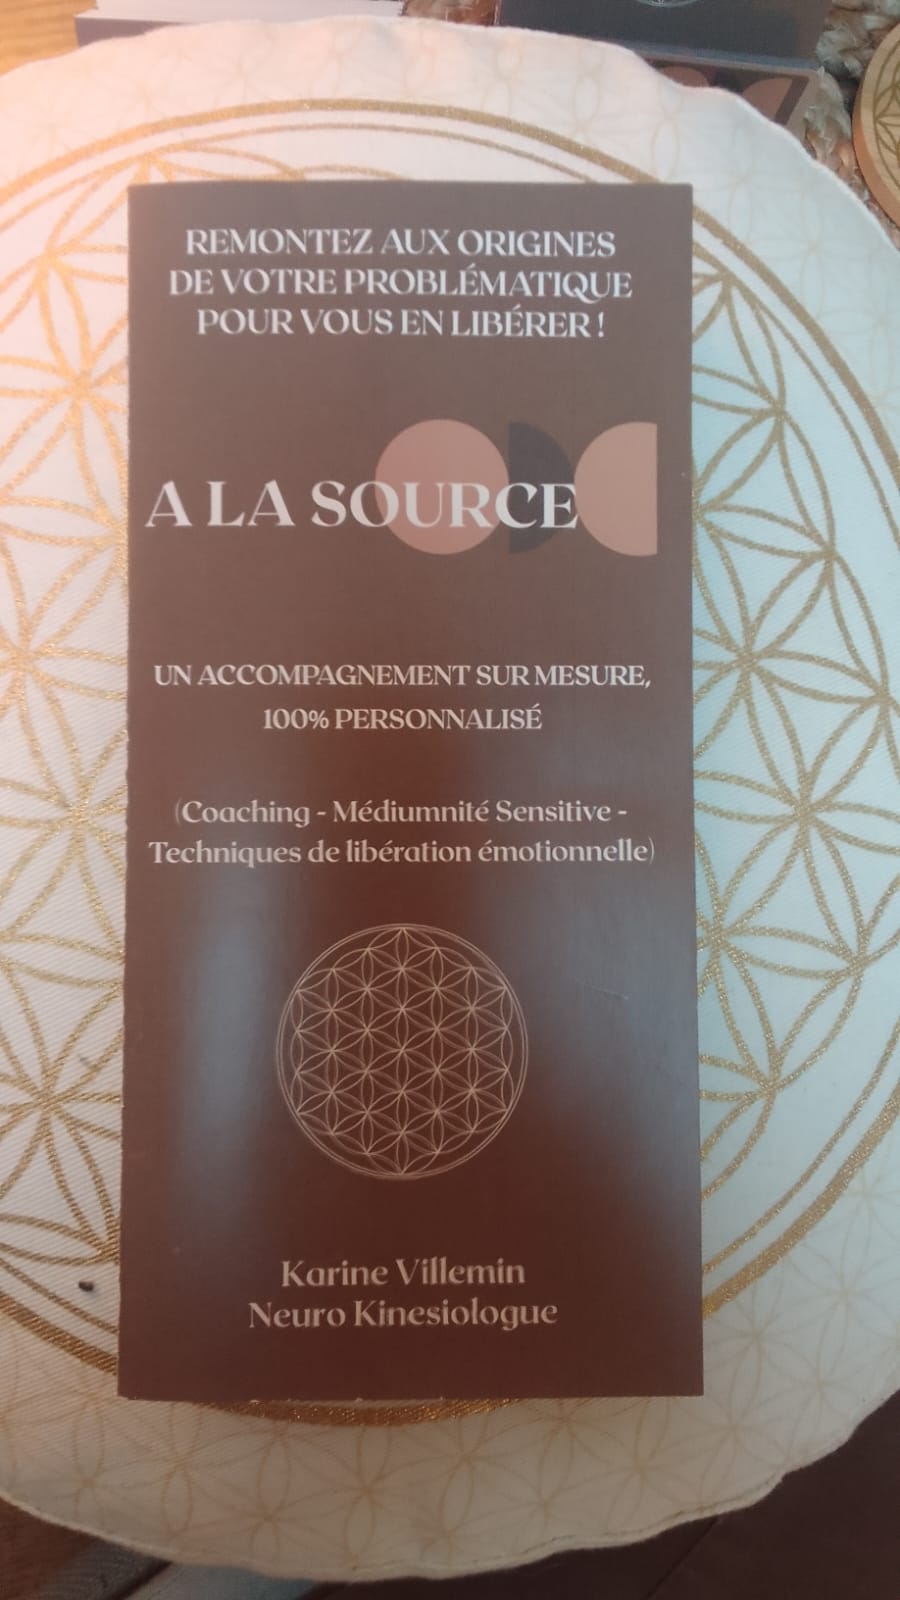 REMONTEZ AUX ORIGINES
DE VOTRE PROBLÉMATIQUE
POUR VOUS EN LIBÉRER !
A LA SOURCE
UN ACCOMPAGNEMENT SUR MESURE,
100% PERSONNALISÉ
(Coaching - Médiumnité Sensitive -
Techniques de libération émotionnelle)
Karine Villemin
Neuro Kinesiologue